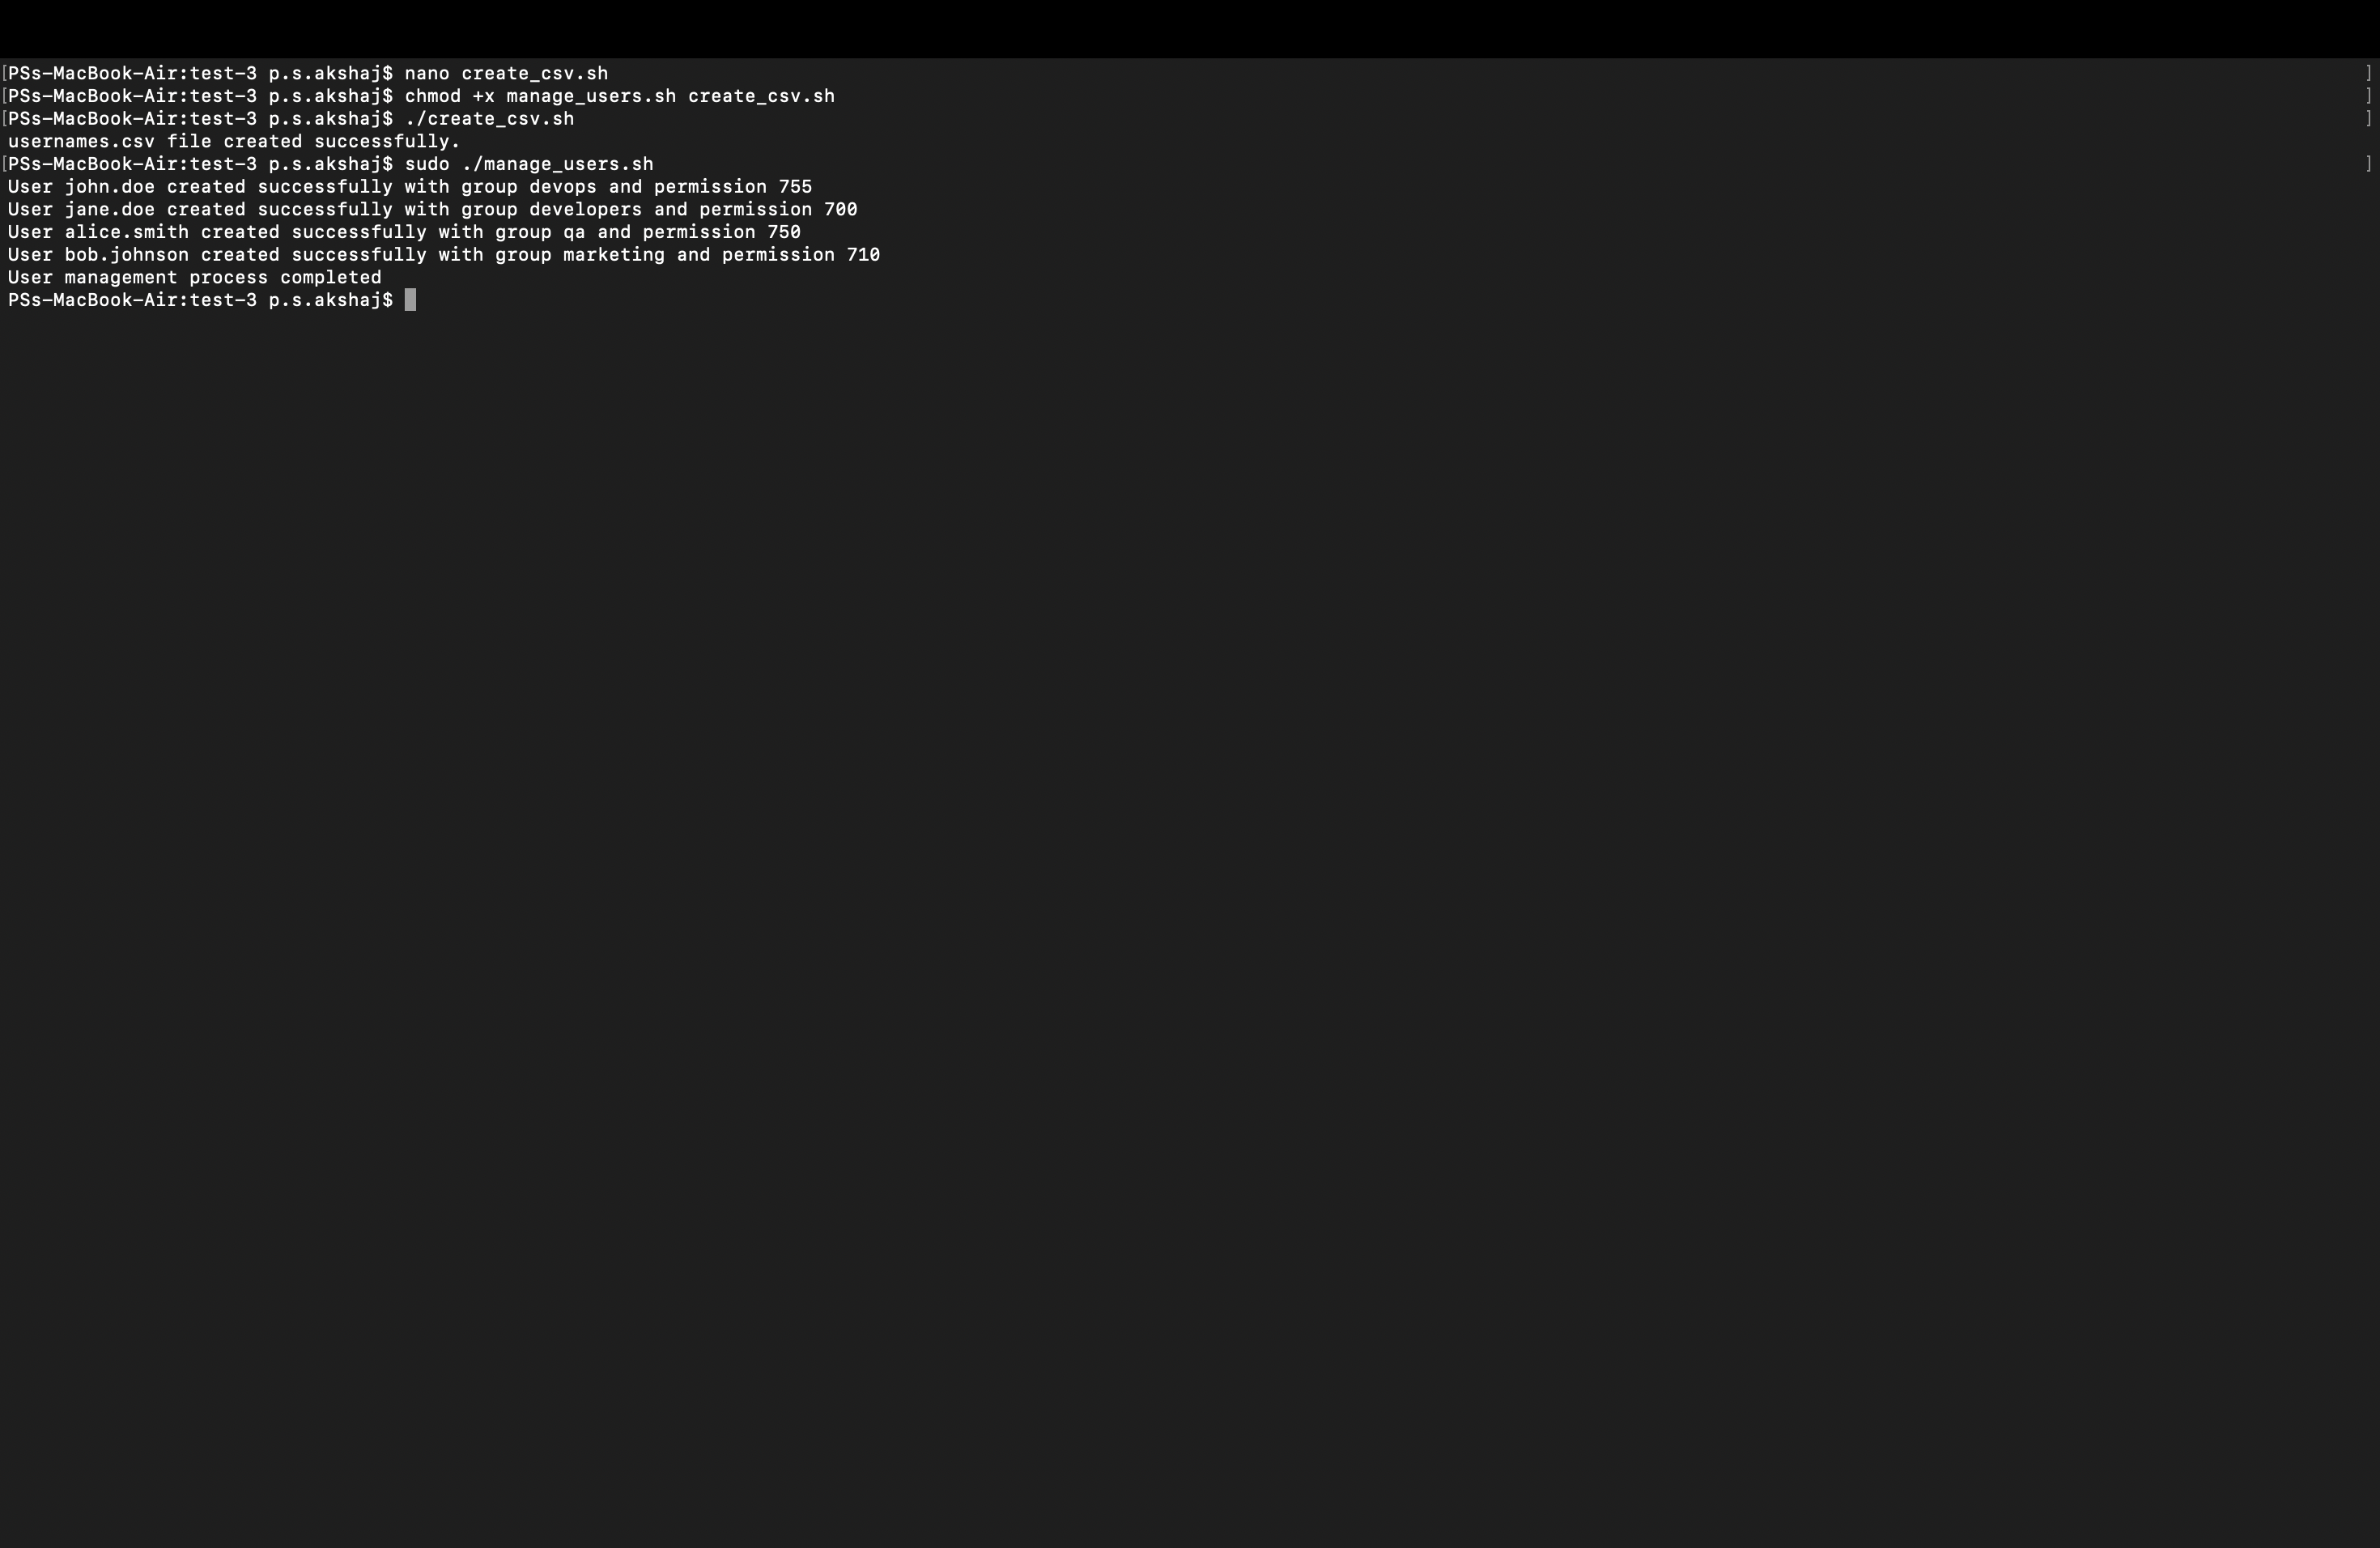 [PSs-MacBook-Air:test-3 p.s.akshaj$ nano create_csv.sh ]
[PSs-MacBook-Air:test-3 p.s.akshaj$ chmod +x manage_users.sh create_csv.sh ]
[PSs-MacBook-Air:test-3 p.s.akshaj$ ./create_csv.sh ]
usernames.csv file created successfully.
[PSs-MacBook-Air:test-3 p.s.akshaj$ sudo ./manage_users.sh ]
User john.doe created successfully with group devops and permission 755
User jane.doe created successfully with group developers and permission 700
User alice.smith created successfully with group qa and permission 750
User bob.johnson created successfully with group marketing and permission 710
User management process completed
PSs-MacBook-Air:test-3 p.s.akshaj$